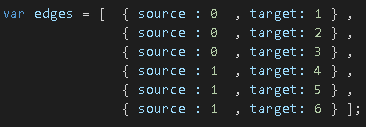 var edges = [  { source : 0  , target: 1 } ,
{ source : 0  , target: 2 } ,
{ source : 0  , target: 3 } ,
{ source : 1  , target: 4 } ,
{ source : 1  , target: 5 } ,
{ source : 1  , target: 6 } ];